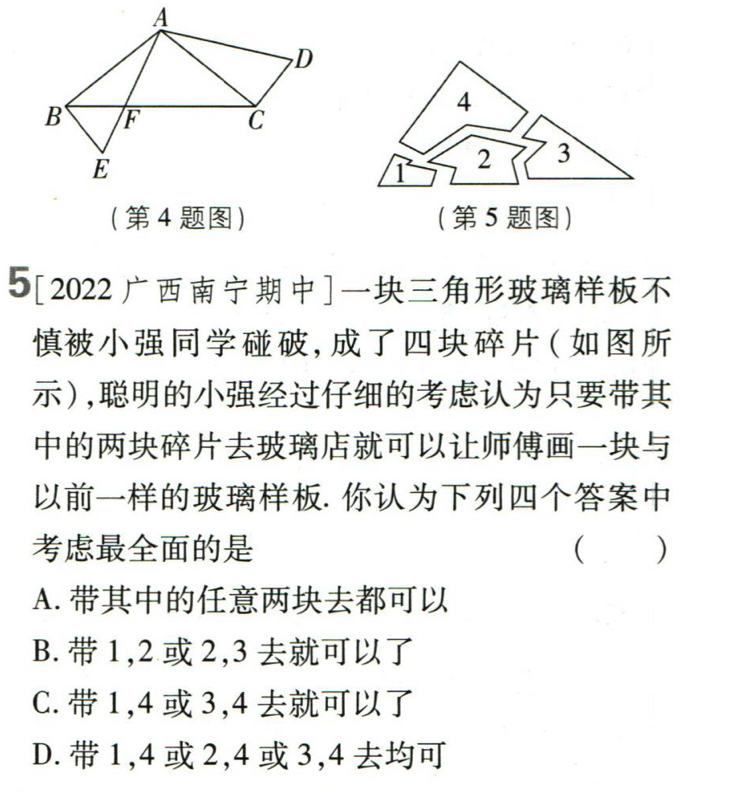 A
D
B
F
C
E
4
1
2
3
(第4题图)
(第5题图)
5[2022广西南宁期中]一块三角形玻璃样板不
慎被小强同学碰破,成了四块碎片(如图所
示),聪明的小强经过仔细的考虑认为只要带其
中的两块碎片去玻璃店就可以让师傅画一块与
以前一样的玻璃样板. 你认为下列四个答案中
考虑最全面的是 (    )
A. 带其中的任意两块去都可以
B. 带1,2或2,3去就可以了
C. 带1,4或3,4去就可以了
D. 带1,4或2,4或3,4去均可